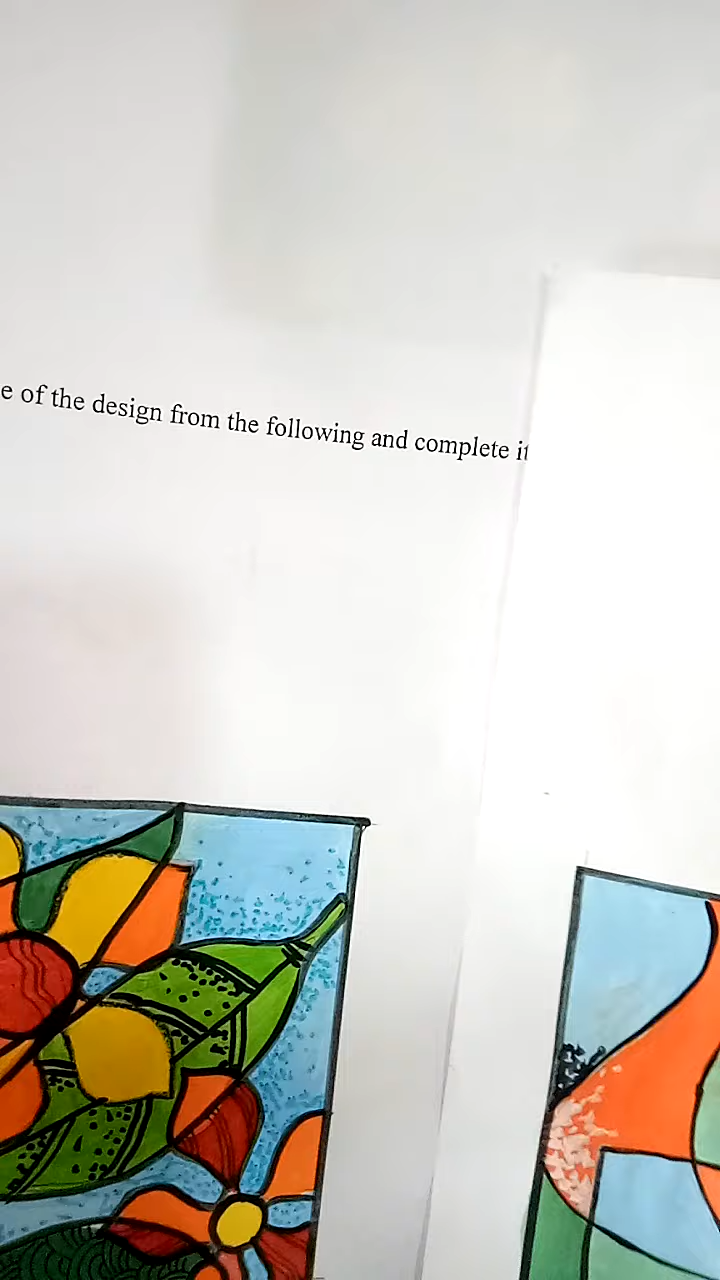 of the design from the following and complete it